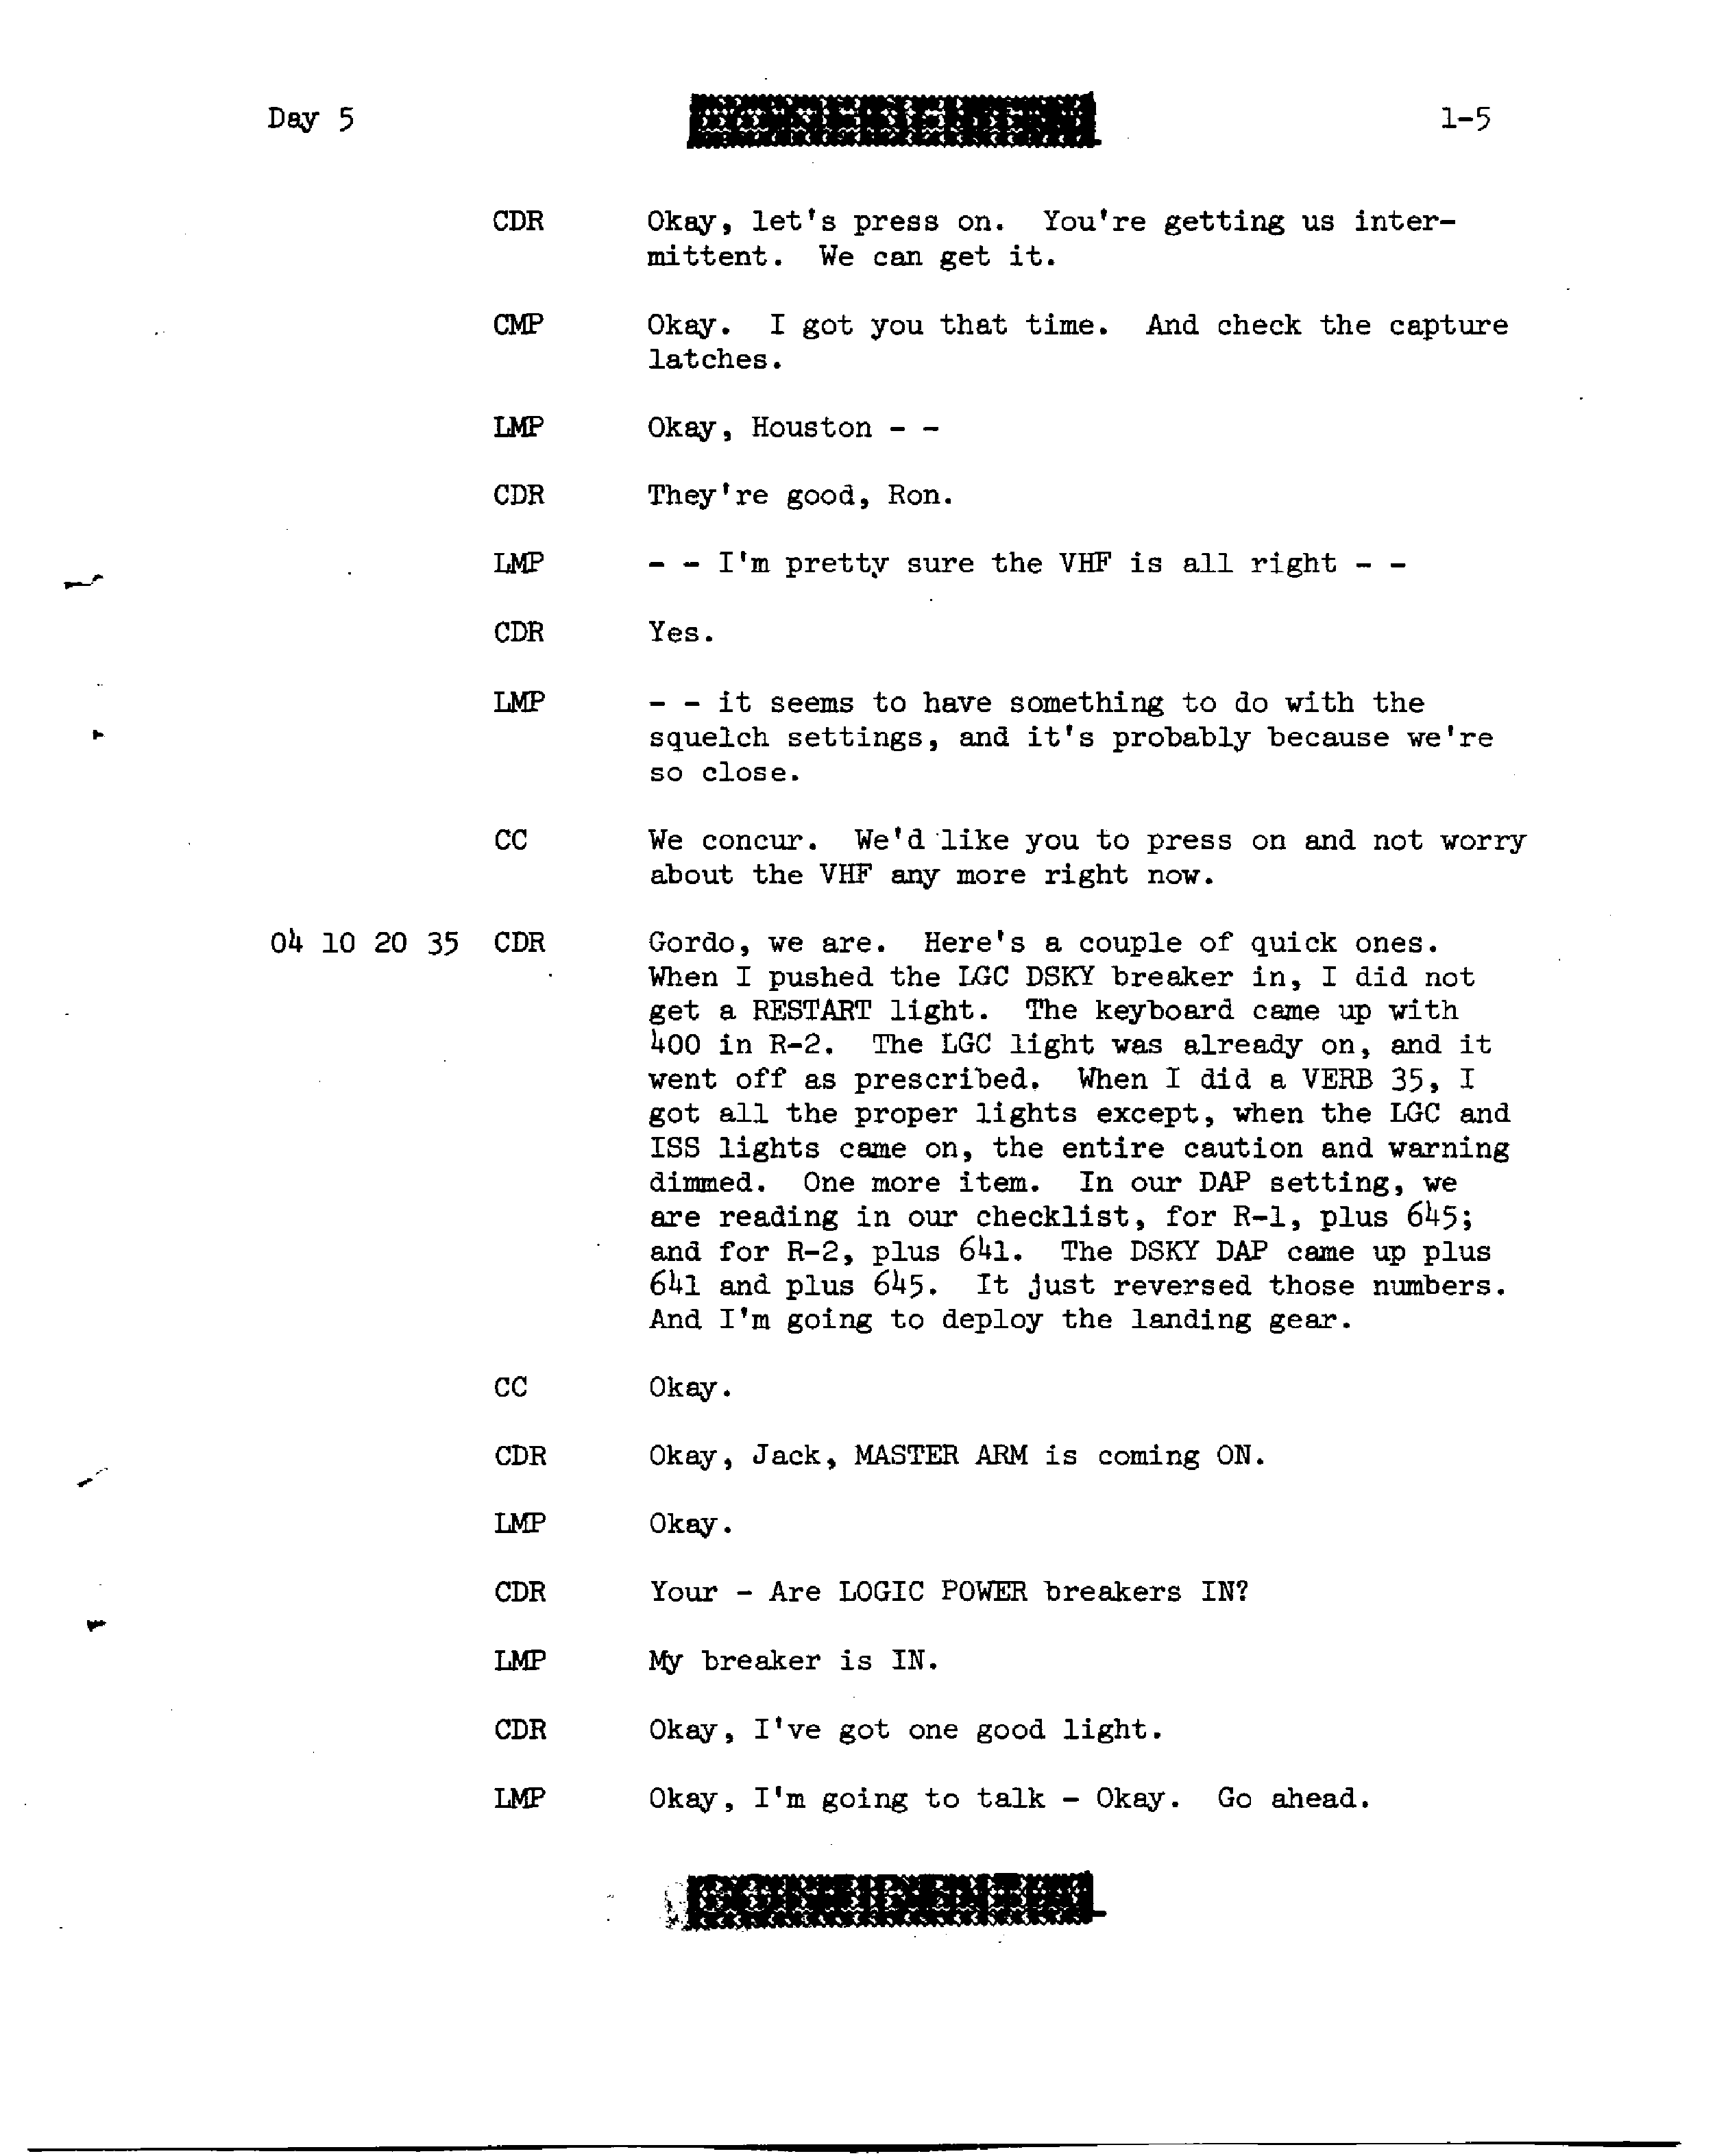 Day 5 CONFIDENTIAL 1-5
CDR Okay, let's press on. You're getting us inter-
mittent. We can get it.
CMP Okay. I got you that time. And check the capture
latches.
LMP Okay, Houston - -
CDR They're good, Ron.
LMP - - I'm pretty sure the VHF is all right - -
CDR Yes.
LMP - - it seems to have something to do with the
squelch settings, and it's probably because we're
so close.
CC We concur. We'd like you to press on and not worry
about the VHF any more right now.
04 10 20 35 CDR Gordo, we are. Here's a couple of quick ones.
When I pushed the LGC DSKY breaker in, I did not
get a RESTART light. The keyboard came up with
400 in R-2. The LGC light was already on, and it
went off as prescribed. When I did a VERB 35, I
got all the proper lights except, when the LGC and
ISS lights came on, the entire caution and warning
dimmed. One more item. In our DAP setting, we
are reading in our checklist, for R-1, plus 645;
and for R-2, plus 641. The DSKY DAP came up plus
641 and plus 645. It just reversed those numbers.
And I'm going to deploy the landing gear.
CC Okay.
CDR Okay, Jack, MASTER ARM is coming ON.
LMP Okay.
CDR Your - Are LOGIC POWER breakers IN?
LMP My breaker is IN.
CDR Okay, I've got one good light.
LMP Okay, I'm going to talk - Okay. Go ahead.
CONFIDENTIAL